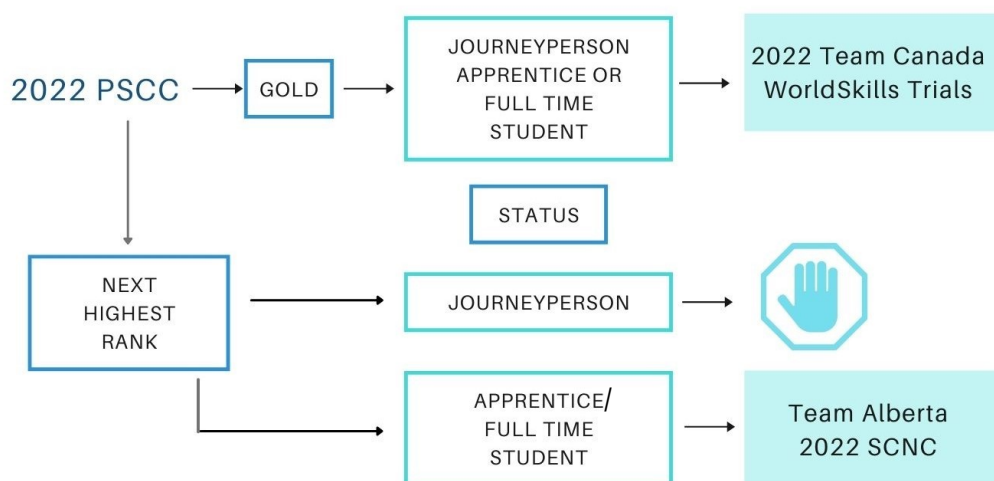 2022 PSCC
GOLD
JOURNEYPERSON
APPRENTICE OR
FULL TIME
STUDENT
2022 Team Canada
WorldSkills Trials
STATUS
NEXT
HIGHEST
RANK
JOURNEYPERSON
APPRENTICE/
FULL TIME
STUDENT
Team Alberta
2022 SCNC